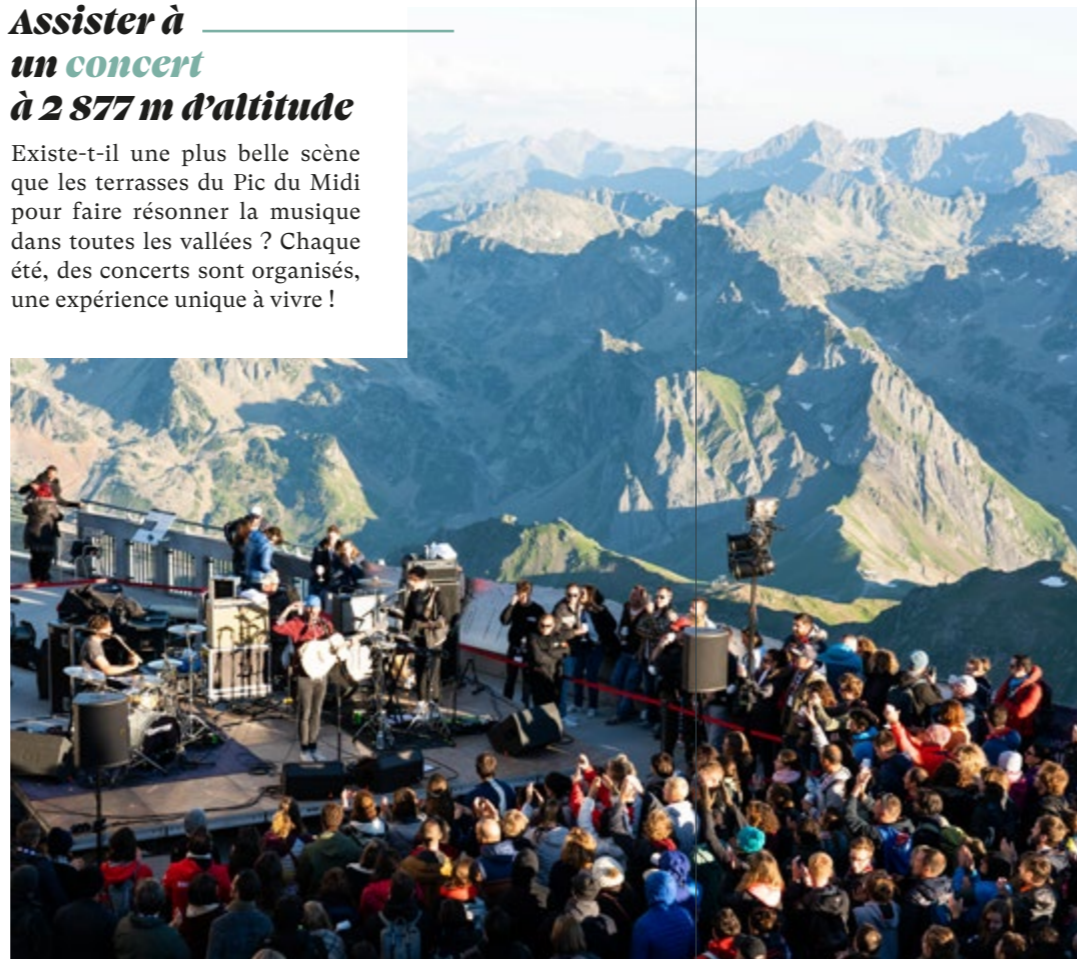 Assister à
un concert
à 2 877 m d’altitude
Existe-t-il une plus belle scène
que les terrasses du Pic du Midi
pour faire résonner la musique
dans toutes les vallées ? Chaque
été, des concerts sont organisés,
une expérience unique à vivre !